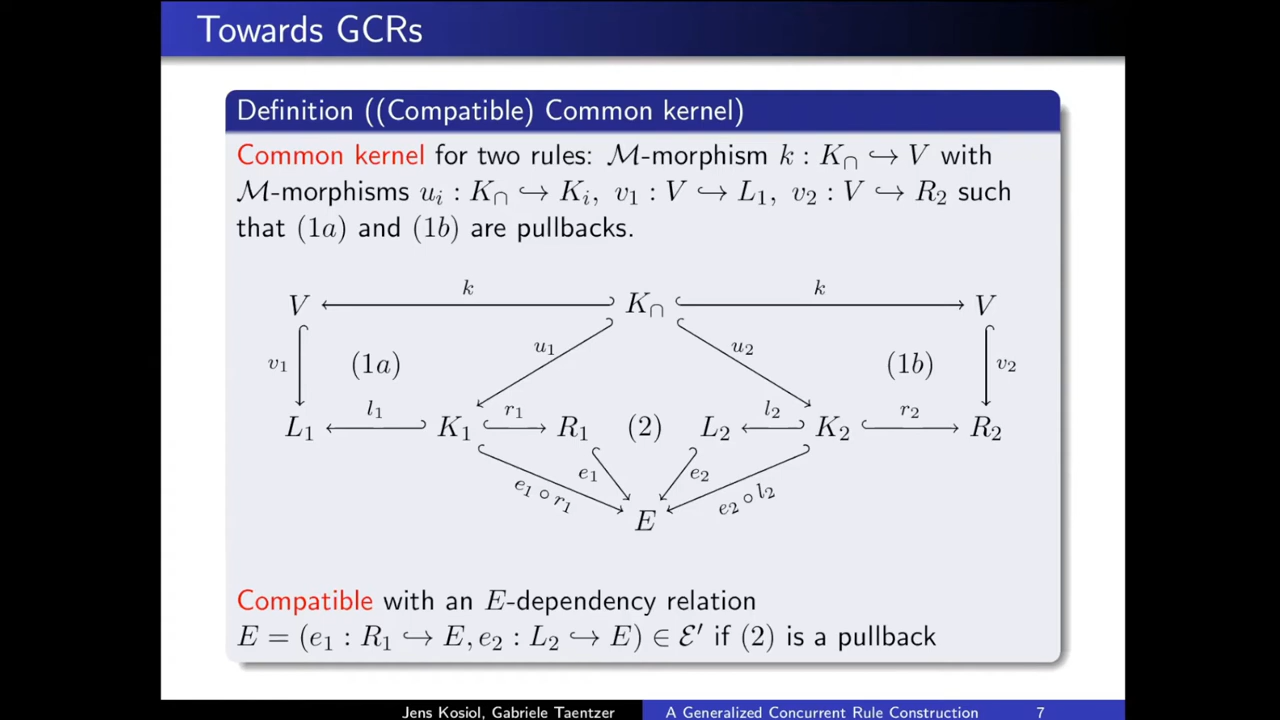 Towards GCRs
Definition ((Compatible) Common kernel)
Common kernel for two rules: ℳ-morphism k : K∩ ↪ V with
ℳ-morphisms uᵢ : K∩ ↪ Kᵢ, v₁ : V ↪ L₁, v₂ : V ↪ R₂ such
that (1a) and (1b) are pullbacks.
k k
V K∩ V
u₁ u₂
v₁ (1a) (1b) v₂
l₁ r₁ l₂ r₂
L₁ K₁ R₁ (2) L₂ K₂ R₂
e₁ e₂
e₁ ∘ r₁ e₂ ∘ l₂
E
Compatible with an E-dependency relation
E = (e₁ : R₁ ↪ E, e₂ : L₂ ↪ E) ∈ ℰ′ if (2) is a pullback
Jens Kosiol, Gabriele Taentzer A Generalized Concurrent Rule Construction 7